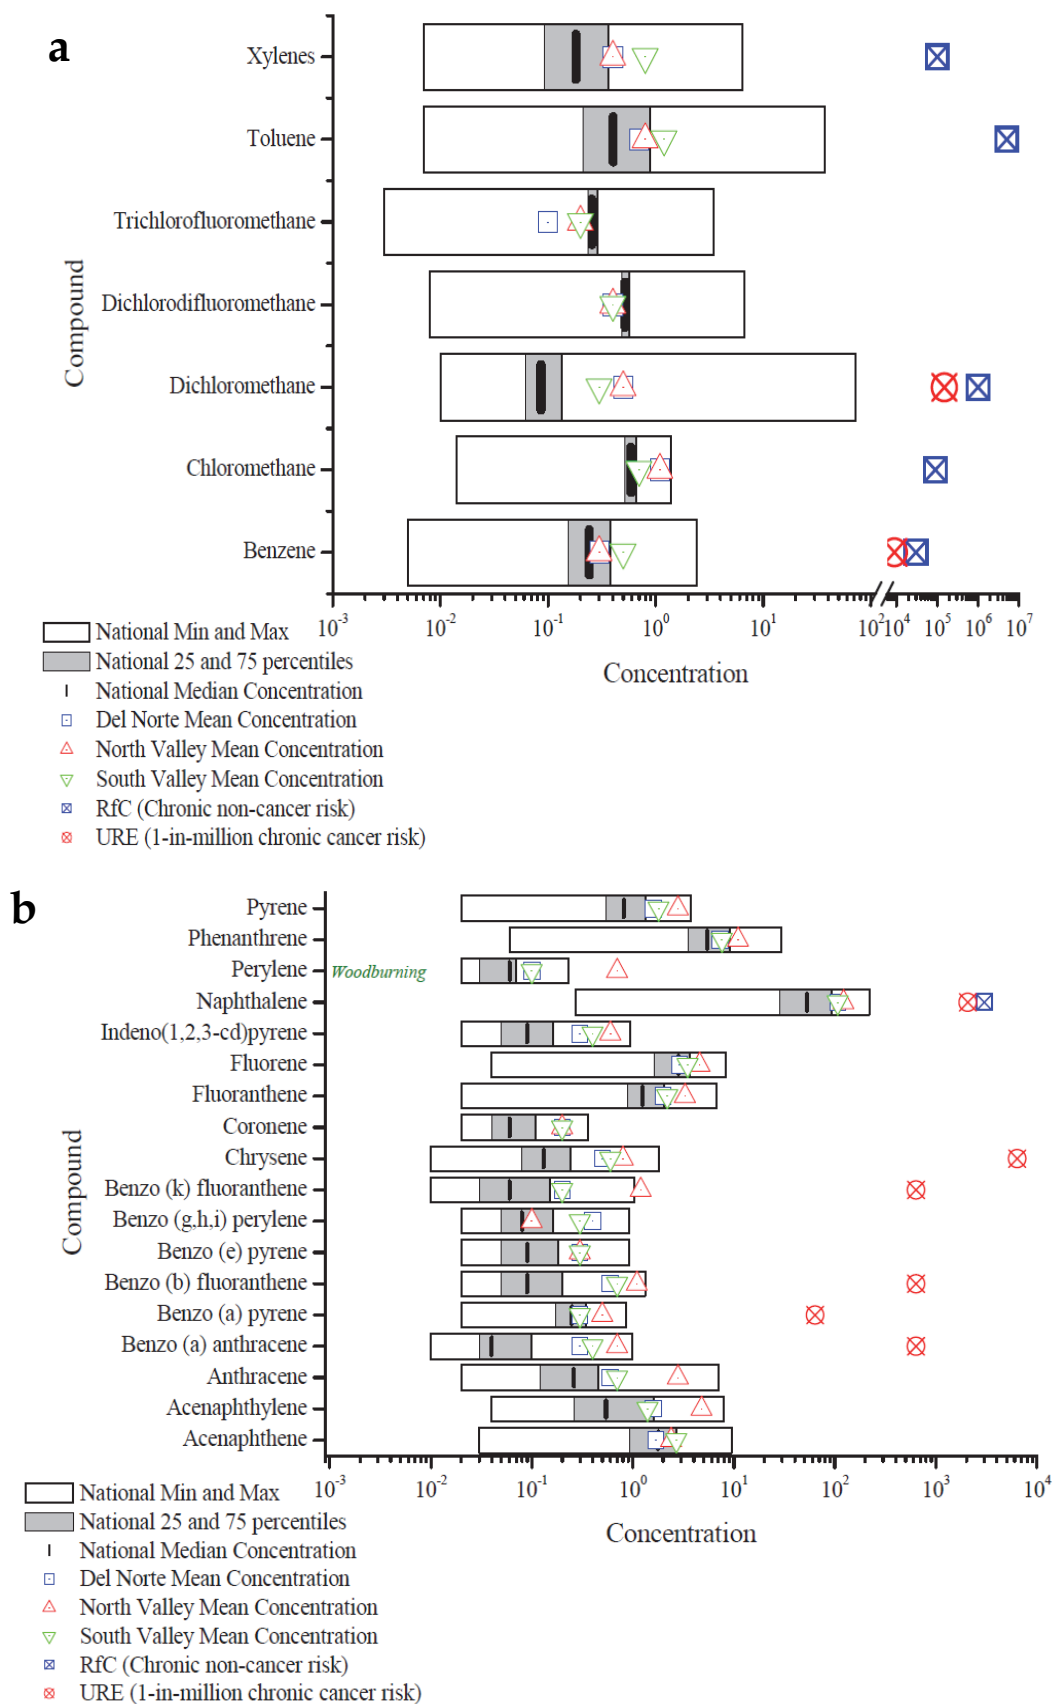 a
Xylenes
Toluene
Trichlorofluoromethane
Dichlorodifluoromethane
Dichloromethane
Chloromethane
Benzene
Compound
10-3 10-2 10-1 100 101 102 104 105 106 107
Concentration
National Min and Max
National 25 and 75 percentiles
National Median Concentration
Del Norte Mean Concentration
North Valley Mean Concentration
South Valley Mean Concentration
RfC (Chronic non-cancer risk)
URE (1-in-million chronic cancer risk)
b
Pyrene
Phenanthrene
Perylene Woodburning
Naphthalene
Indeno(1,2,3-cd)pyrene
Fluorene
Fluoranthene
Coronene
Chrysene
Benzo (k) fluoranthene
Benzo (g,h,i) perylene
Benzo (e) pyrene
Benzo (b) fluoranthene
Benzo (a) pyrene
Benzo (a) anthracene
Anthracene
Acenaphthylene
Acenaphthene
Compound
10-3 10-2 10-1 100 101 102 103 104
Concentration
National Min and Max
National 25 and 75 percentiles
National Median Concentration
Del Norte Mean Concentration
North Valley Mean Concentration
South Valley Mean Concentration
RfC (Chronic non-cancer risk)
URE (1-in-million chronic cancer risk)